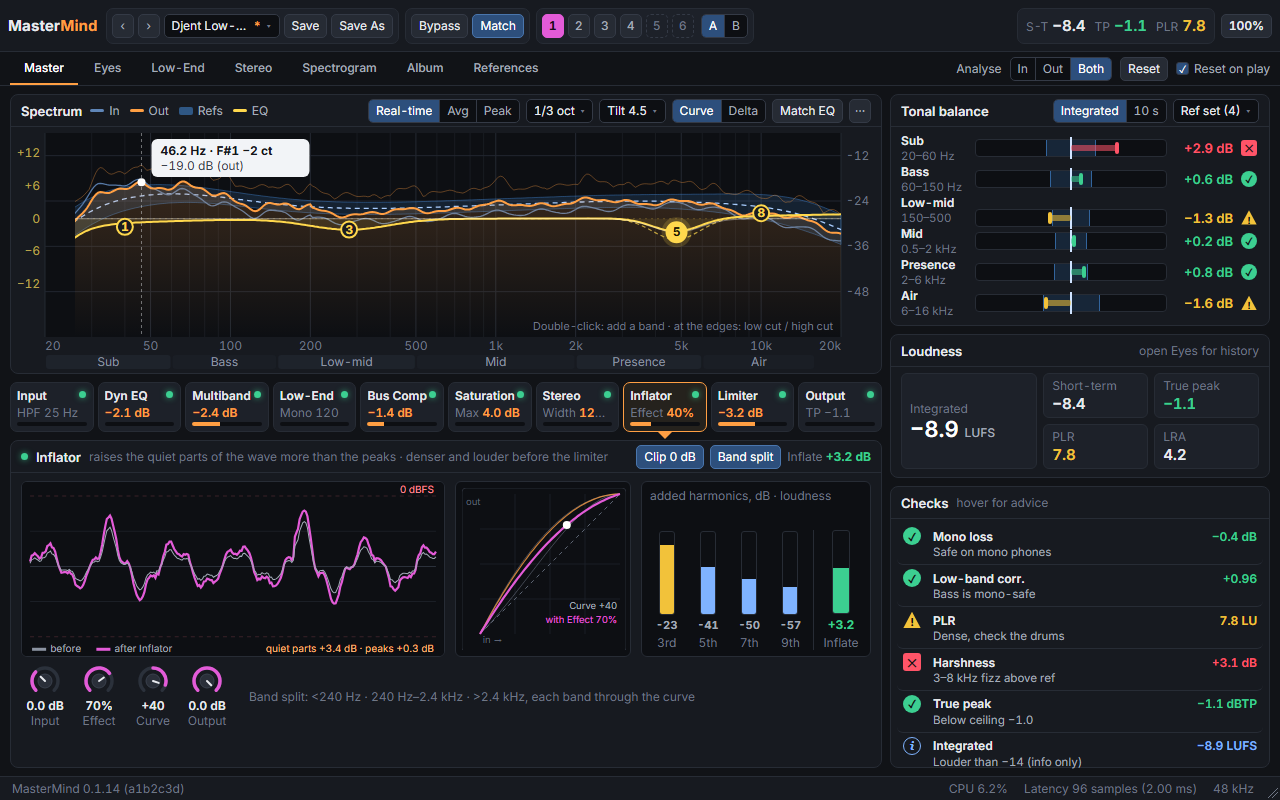 MasterMind ‹ › Djent Low-... * Save Save As Bypass Match 1 2 3 4 5 6 A B S-T −8.4 TP −1.1 PLR 7.8 100%
Master Eyes Low-End Stereo Spectrogram Album References Analyse In Out Both Reset Reset on play
Spectrum In Out Refs EQ Real-time Avg Peak 1/3 oct Tilt 4.5 Curve Delta Match EQ ...
46.2 Hz · F#1 −2 ct
−19.0 dB (out)
+12 −12
+6 −24
0 −36
−6 −48
−12
1 3 5 8
Double-click: add a band · at the edges: low cut / high cut
20 50 100 200 500 1k 2k 5k 10k 20k
Sub Bass Low-mid Mid Presence Air
Tonal balance Integrated 10 s Ref set (4)
Sub +2.9 dB
20–60 Hz
Bass +0.6 dB
60–150 Hz
Low-mid −1.3 dB
150–500
Mid +0.2 dB
0.5–2 kHz
Presence +0.8 dB
2–6 kHz
Air −1.6 dB
6–16 kHz
Input Dyn EQ Multiband Low-End Bus Comp Saturation Stereo Inflator Limiter Output
HPF 25 Hz −2.1 dB −2.4 dB Mono 120 −1.4 dB Max 4.0 dB Width 12... Effect 40% −3.2 dB TP −1.1
Loudness open Eyes for history
Integrated
−8.9 LUFS
Short-term
−8.4
True peak
−1.1
PLR
7.8
LRA
4.2
Inflator raises the quiet parts of the wave more than the peaks · denser and louder before the limiter Clip 0 dB Band split Inflate +3.2 dB
0 dBFS
before after Inflator quiet parts +3.4 dB · peaks +0.3 dB
out
Curve +40
with Effect 70%
in →
added harmonics, dB · loudness
-23 -41 -50 -57 +3.2
3rd 5th 7th 9th Inflate
0.0 dB 70% +40 0.0 dB
Input Effect Curve Output
Band split: <240 Hz · 240 Hz–2.4 kHz · >2.4 kHz, each band through the curve
Checks hover for advice
Mono loss −0.4 dB
Safe on mono phones
Low-band corr. +0.96
Bass is mono-safe
PLR 7.8 LU
Dense, check the drums
Harshness +3.1 dB
3–8 kHz fizz above ref
True peak −1.1 dBTP
Below ceiling −1.0
Integrated −8.9 LUFS
Louder than −14 (info only)
MasterMind 0.1.14 (a1b2c3d) CPU 6.2% Latency 96 samples (2.00 ms) 48 kHz